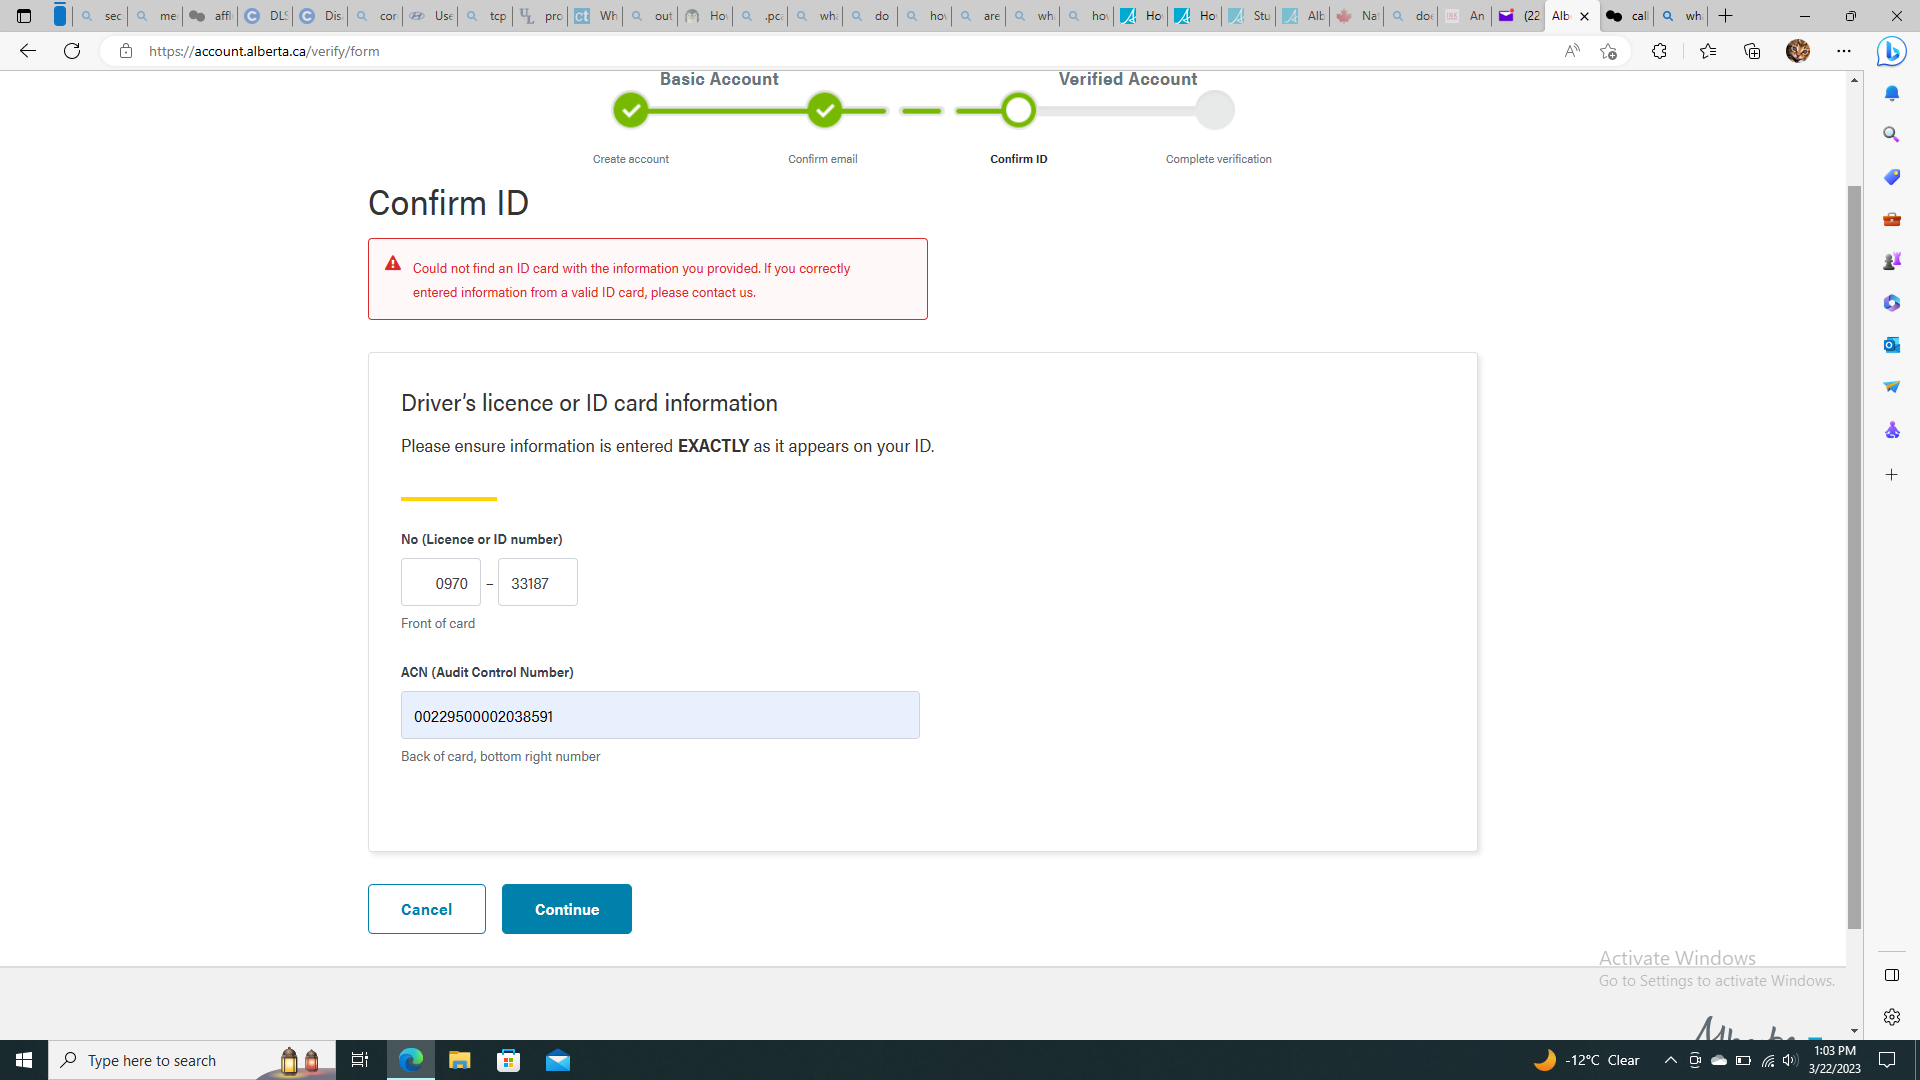 sec
me
affi
DLS
Dis
cor
Use
tcp
pro
Wh
out
Ho
.pc
wha
do
ho
are
wh
ho
Ho
Ho
Stu
Alb
Na
doe
An
(22
Alb
call
wh
https://account.alberta.ca/verify/form
Basic Account
Verified Account
Create account
Confirm email
Confirm ID
Complete verification
Confirm ID
Could not find an ID card with the information you provided. If you correctly
entered information from a valid ID card, please contact us.
Driver's licence or ID card information
Please ensure information is entered EXACTLY as it appears on your ID.
No (Licence or ID number)
0970 – 33187
Front of card
ACN (Audit Control Number)
00229500002038591
Back of card, bottom right number
Cancel
Continue
Activate Windows
Go to Settings to activate Windows.
Type here to search
-12°C Clear
1:03 PM
3/22/2023